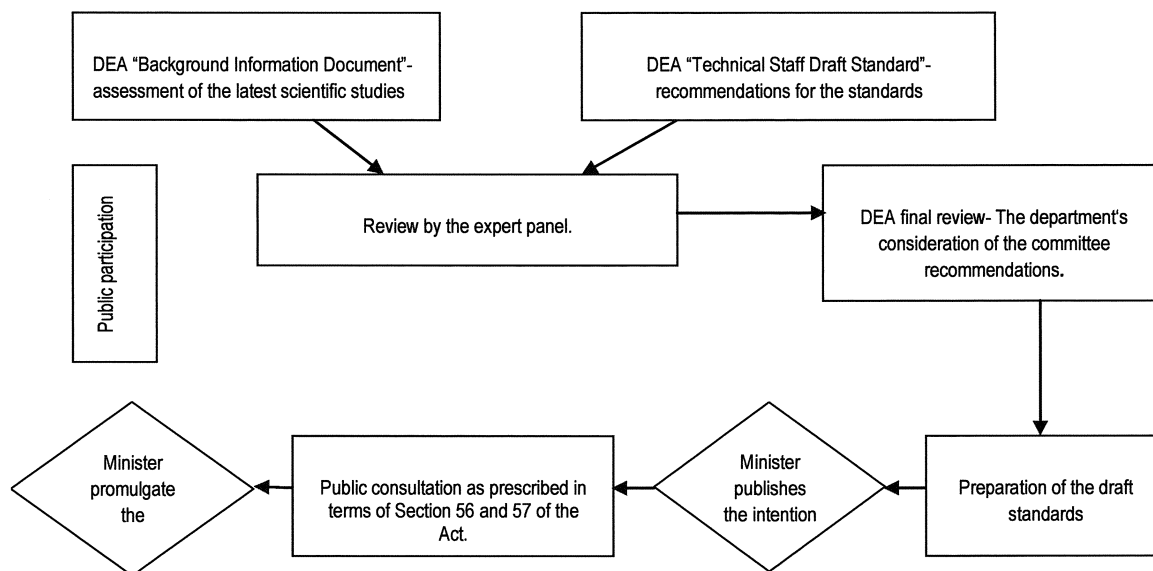 DEA “Background Information Document”-
assessment of the latest scientific studies
DEA “Technical Staff Draft Standard”-
recommendations for the standards
Public participation
Review by the expert panel.
DEA final review- The department's
consideration of the committee
recommendations.
Minister
promulgate
the
Public consultation as prescribed in
terms of Section 56 and 57 of the
Act.
Minister
publishes
the intention
Preparation of the draft
standards